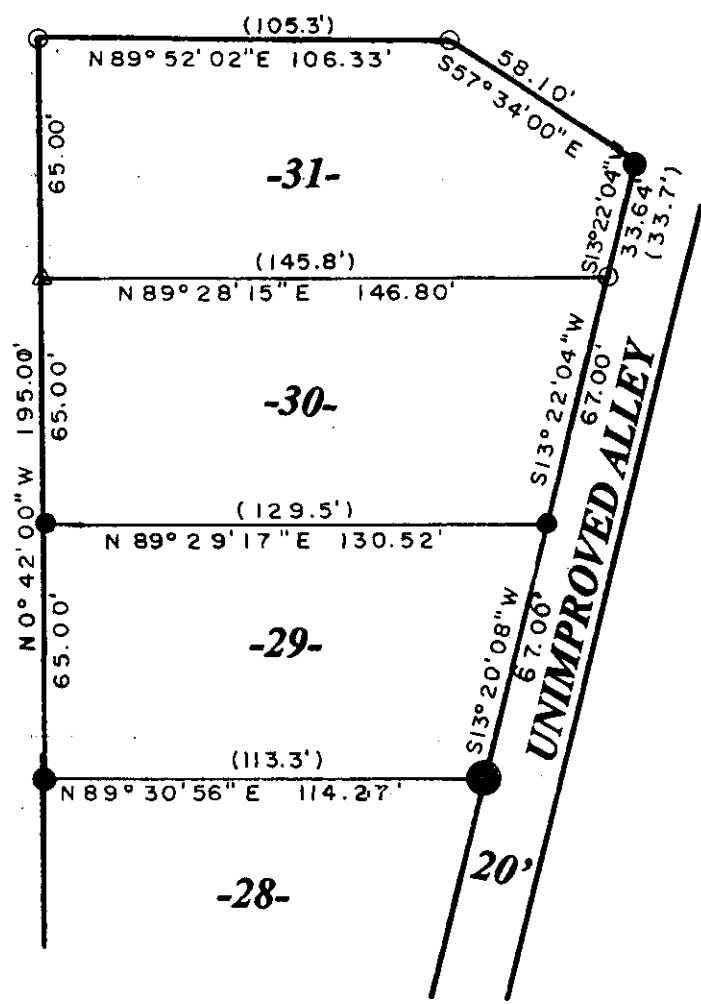 (105.3')
N 89° 52' 02" E 106.33'
58.10'
S 57° 34' 00" E
65.00'
-31-
S13° 22' 04" W
33.64'
(33.7')
(145.8')
N 89° 28' 15" E 146.80'
N 0° 42' 00" W 195.00'
65.00'
-30-
S13° 22' 04" W
67.00'
(129.5')
N 89° 29' 17" E 130.52'
65.00'
-29-
S13° 20' 08" W
67.00'
UNIMPROVED ALLEY
(113.3')
N 89° 30' 56" E 114.27'
-28-
20'